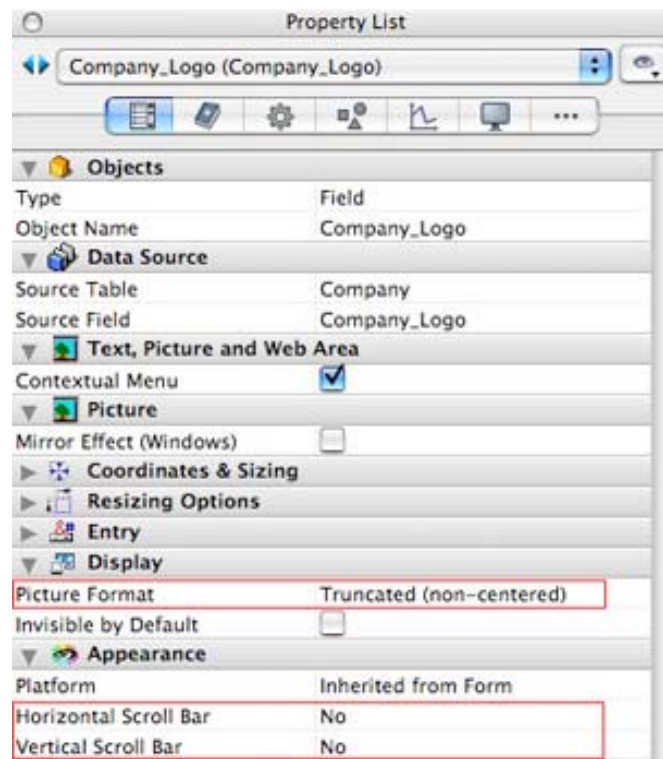 Property List
Company_Logo (Company_Logo)
Objects
Type Field
Object Name Company_Logo
Data Source
Source Table Company
Source Field Company_Logo
Text, Picture and Web Area
Contextual Menu
Picture
Mirror Effect (Windows)
Coordinates & Sizing
Resizing Options
Entry
Display
Picture Format Truncated (non-centered)
Invisible by Default
Appearance
Platform Inherited from Form
Horizontal Scroll Bar No
Vertical Scroll Bar No